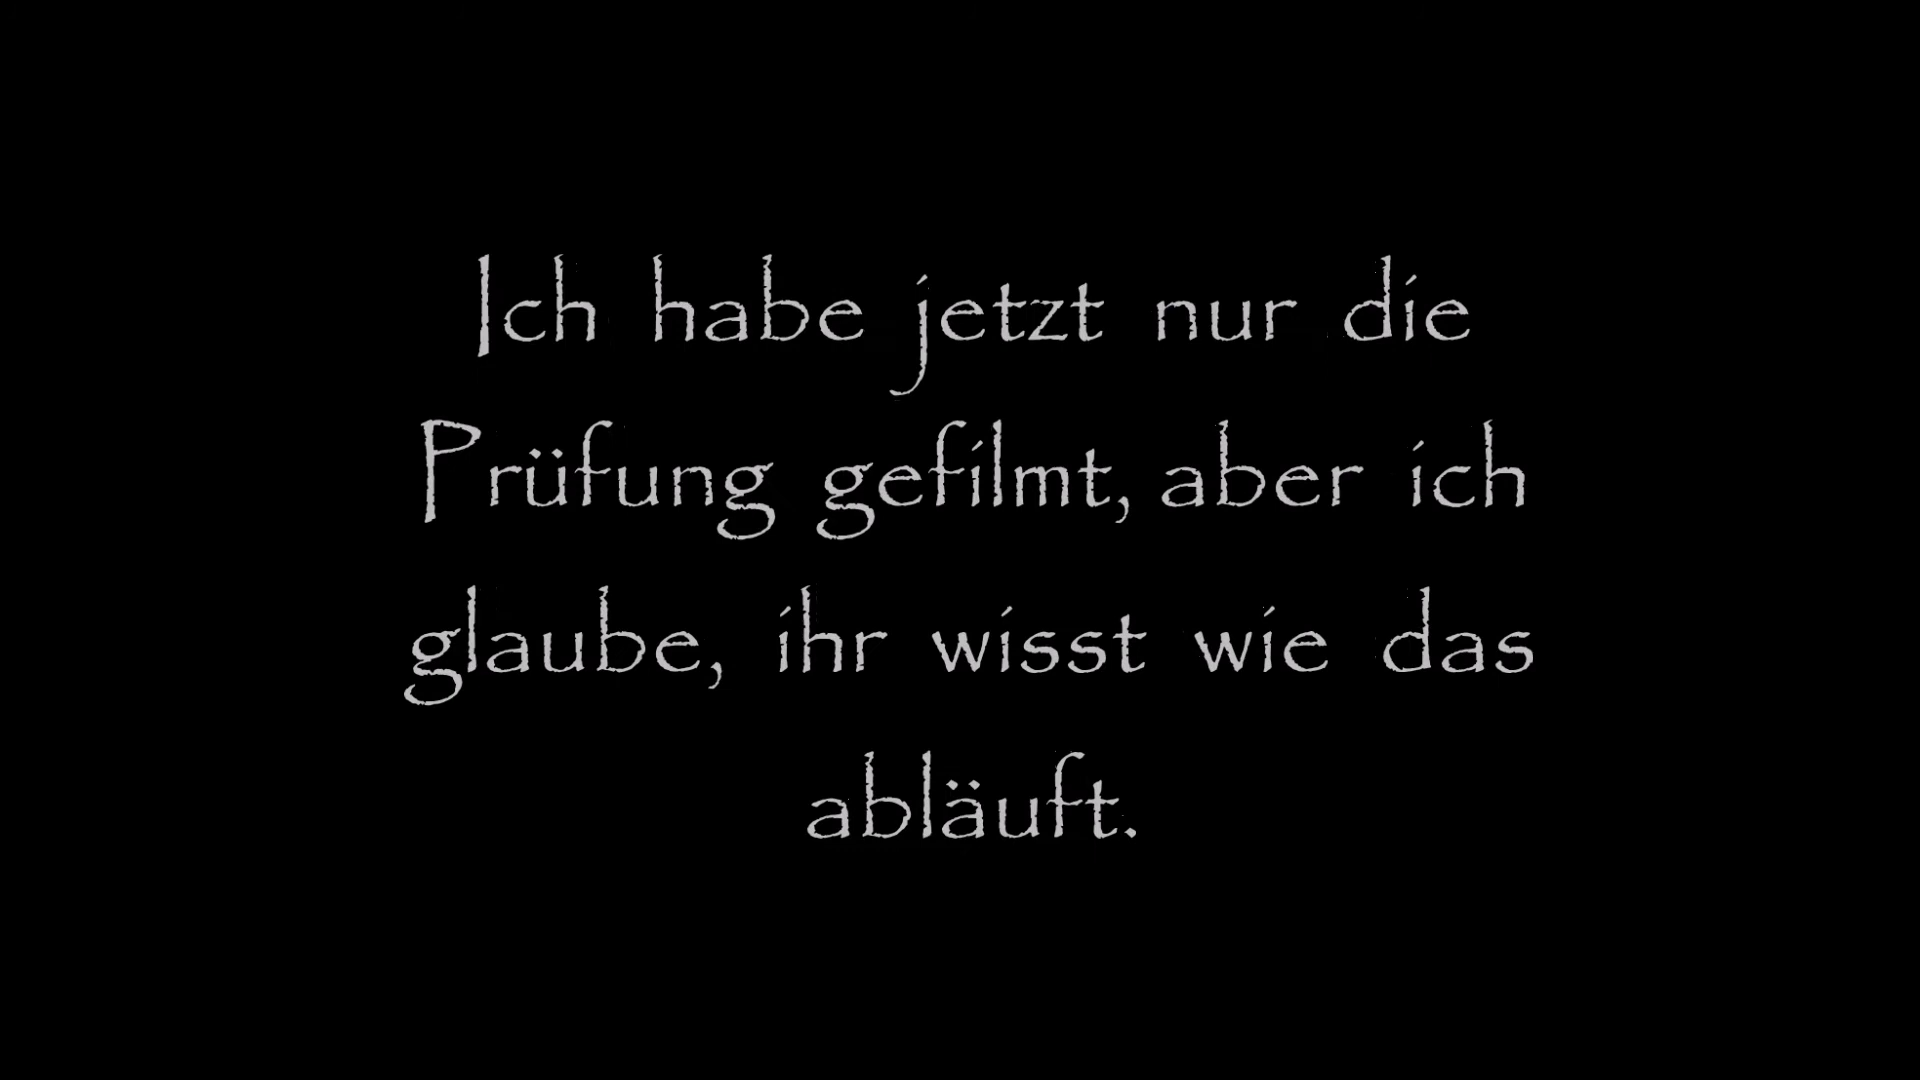 Ich habe jetzt nur die
Prüfung gefilmt, aber ich
glaube, ihr wisst wie das
abläuft.